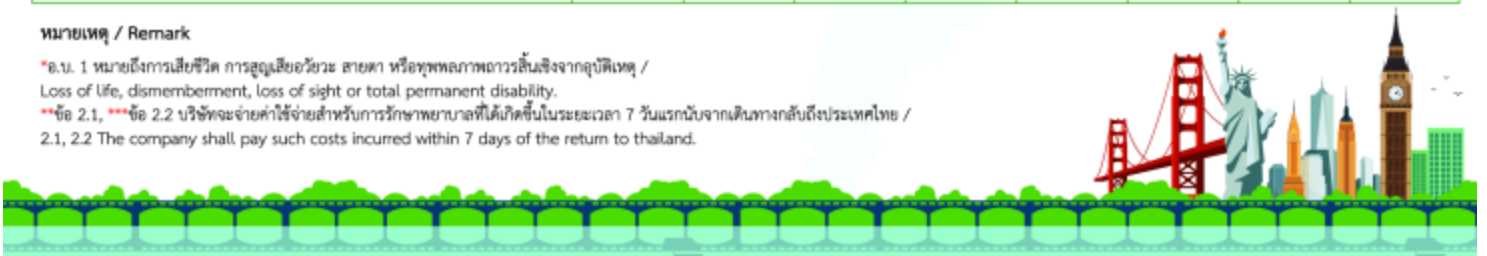 หมายเหตุ / Remark
*อ.บ. 1 หมายถึงการเสียชีวิต การสูญเสียอวัยวะ สายตา หรือทุพพลภาพถาวรสิ้นเชิงจากอุบัติเหตุ /
Loss of life, dismemberment, loss of sight or total permanent disability.
**ข้อ 2.1, ***ข้อ 2.2 บริษัทจะจ่ายค่าใช้จ่ายสำหรับการรักษาพยาบาลที่ได้เกิดขึ้นในระยะเวลา 7 วันแรกนับจากเดินทางกลับถึงประเทศไทย /
2.1, 2.2 The company shall pay such costs incurred within 7 days of the return to thailand.